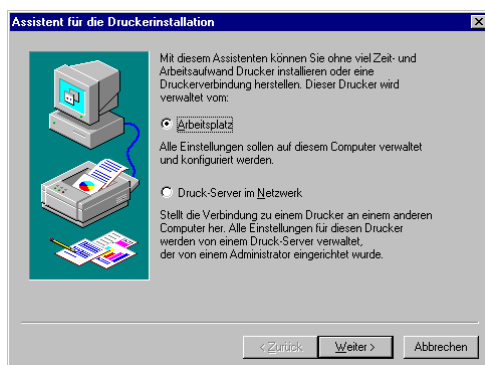 Assistent für die Druckerinstallation
Mit diesem Assistenten können Sie ohne viel Zeit- und
Arbeitsaufwand Drucker installieren oder eine
Druckerverbindung herstellen. Dieser Drucker wird
verwaltet vom:
Arbeitsplatz
Alle Einstellungen sollen auf diesem Computer verwaltet
und konfiguriert werden.
Druck-Server im Netzwerk
Stellt die Verbindung zu einem Drucker an einem anderen
Computer her. Alle Einstellungen für diesen Drucker
werden von einem Druck-Server verwaltet,
der von einem Administrator eingerichtet wurde.
< Zurück Weiter > Abbrechen